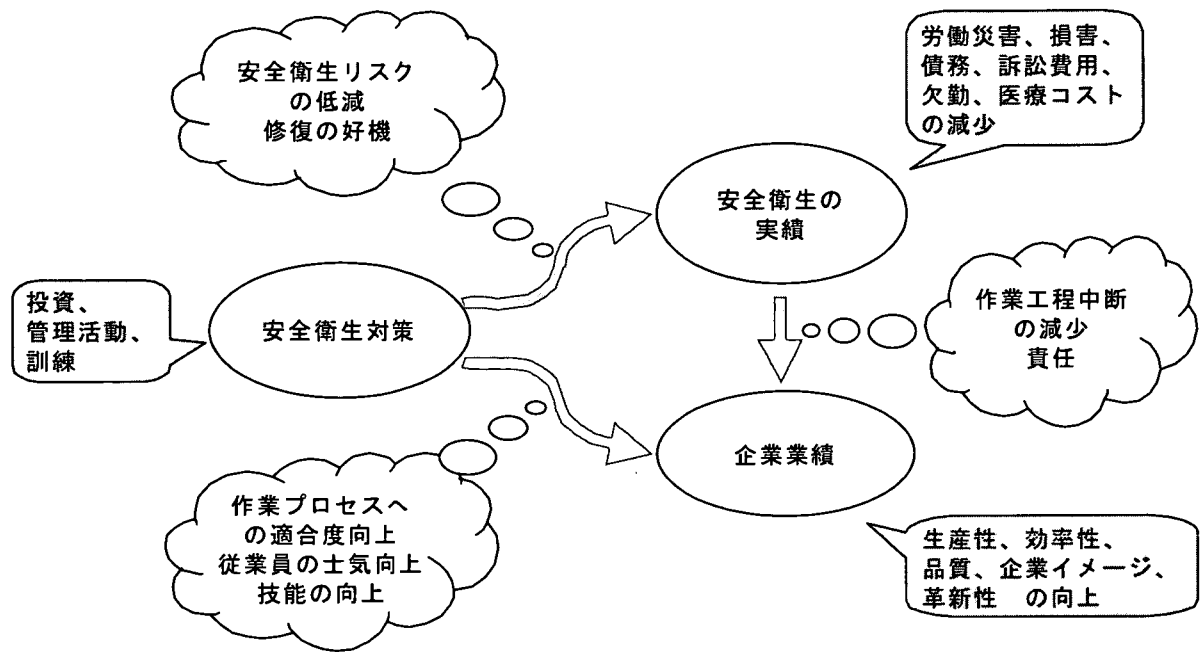 安全衛生リスク
の低減
修復の好機
労働災害、損害、
債務、訴訟費用、
欠勤、医療コスト
の減少
安全衛生の
実績
投資、
管理活動、
訓練
安全衛生対策
作業工程中断
の減少
責任
企業業績
作業プロセスへ
の適合度向上
従業員の士気向上
技能の向上
生産性、効率性、
品質、企業イメージ、
革新性　の向上